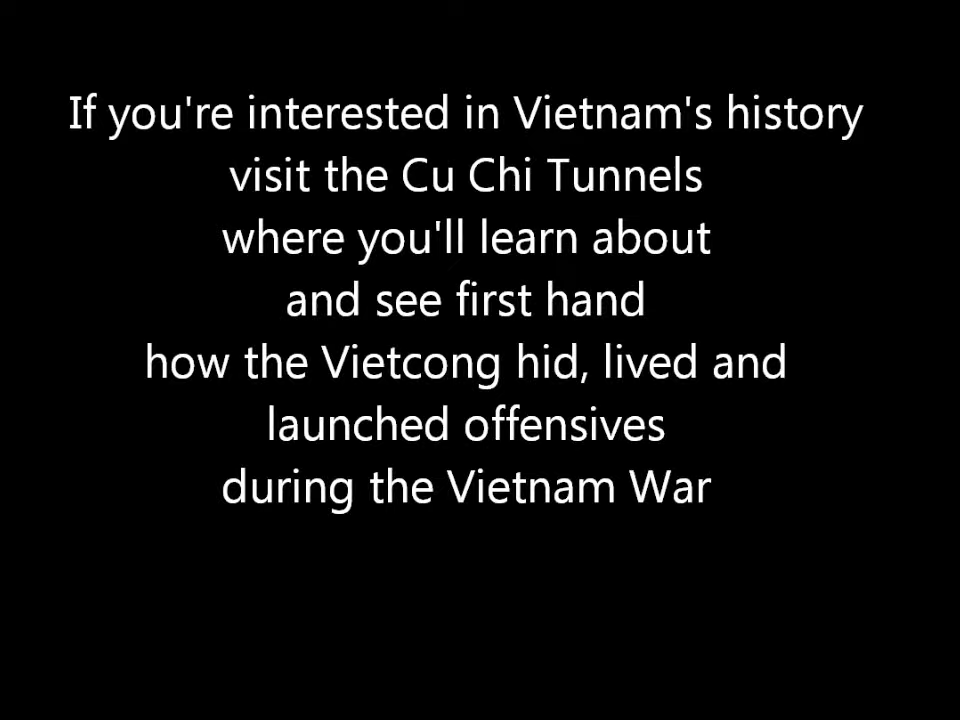 If you're interested in Vietnam's history
visit the Cu Chi Tunnels
where you'll learn about
and see first hand
how the Vietcong hid, lived and
launched offensives
during the Vietnam War